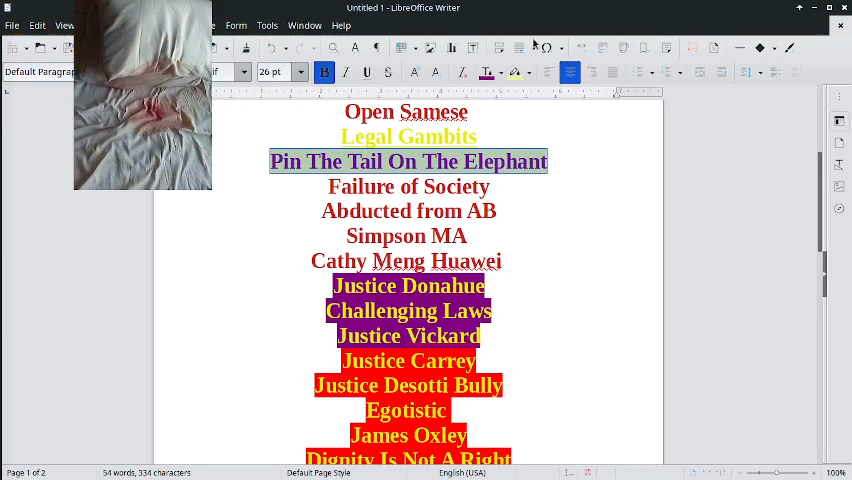 Untitled 1 - LibreOffice Writer
File Edit View Form Tools Window Help
Default Paragraph 26 pt
Open Samese
Legal Gambits
Pin The Tail On The Elephant
Failure of Society
Abducted from AB
Simpson MA
Cathy Meng Huawei
Justice Donahue
Challenging Laws
Justice Vickard
Justice Carrey
Justice Desotti Bully
Egotistic
James Oxley
Dignity Is Not A Right
Page 1 of 2 54 words, 334 characters Default Page Style English (USA) 100%